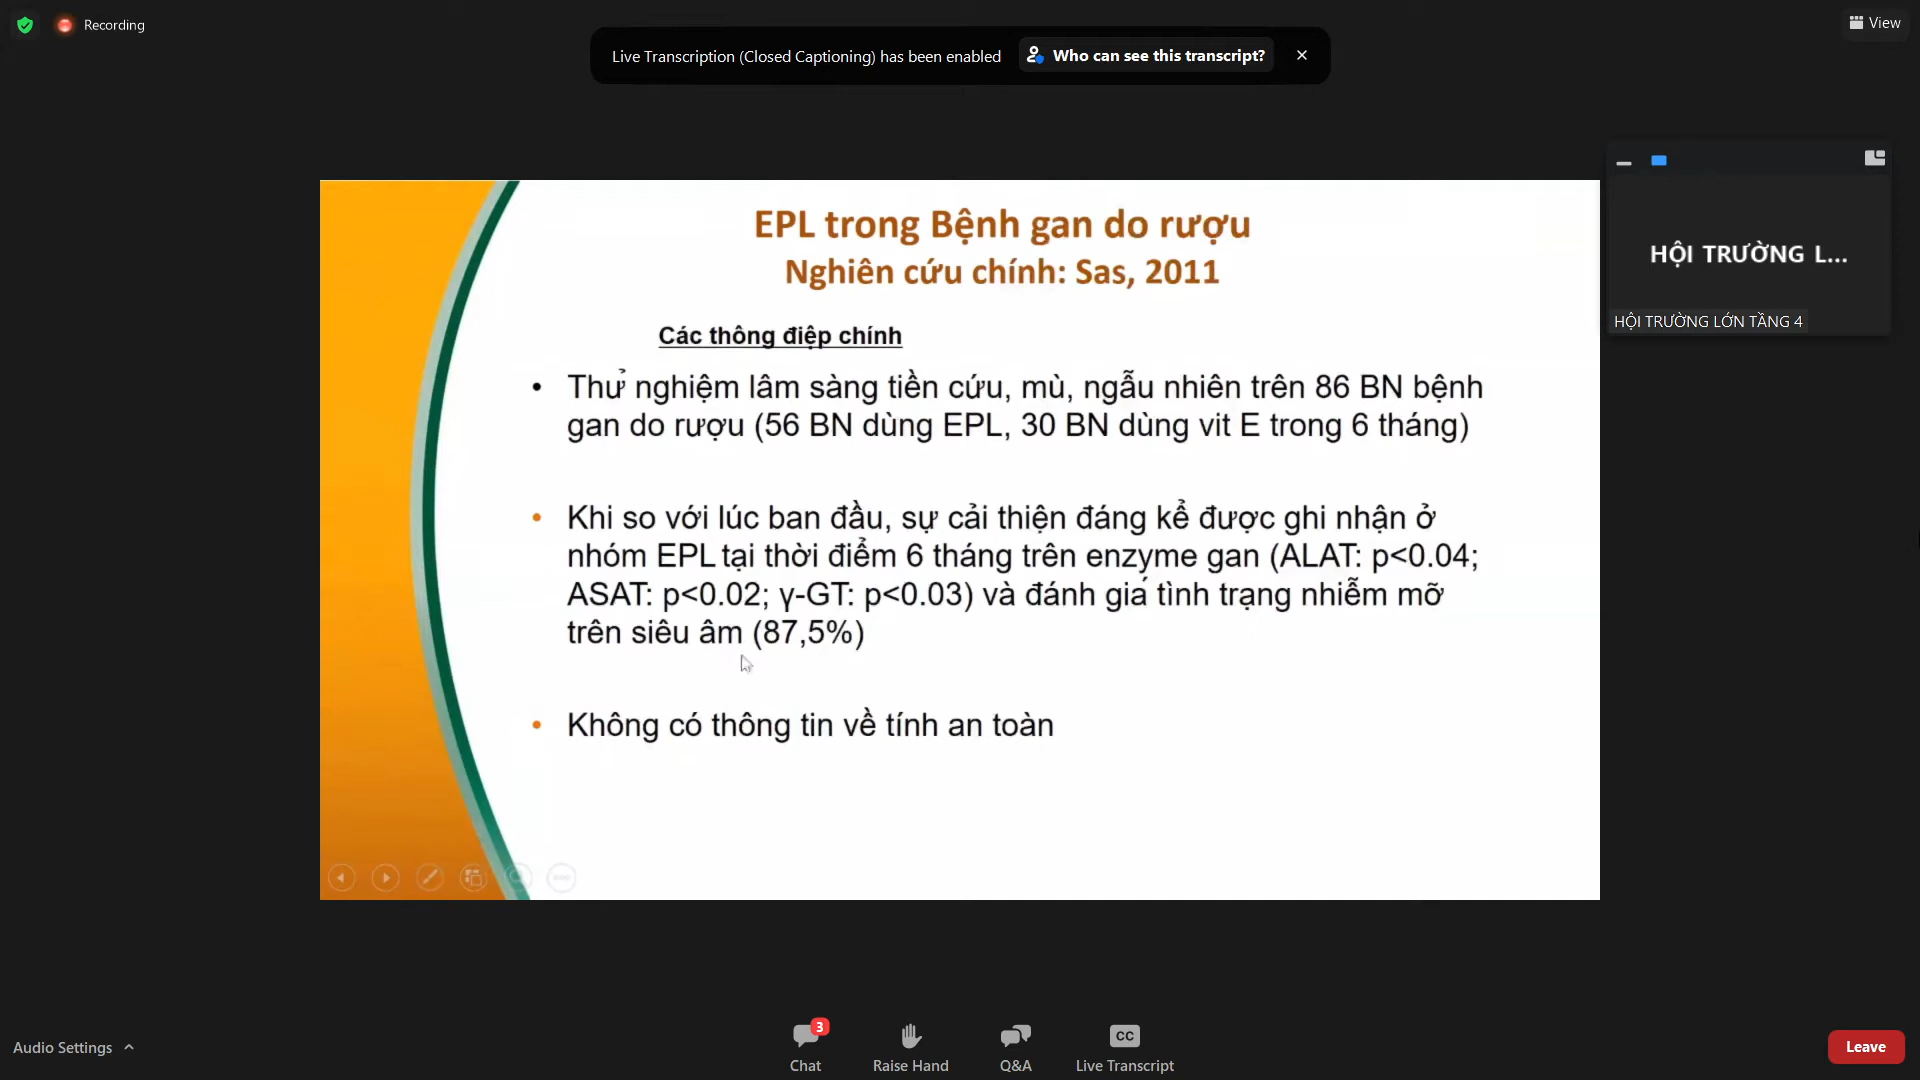 Recording
Live Transcription (Closed Captioning) has been enabled
Who can see this transcript?
View
EPL trong Bệnh gan do rượu
Nghiên cứu chính: Sas, 2011
Các thông điệp chính
• Thử nghiệm lâm sàng tiền cứu, mù, ngẫu nhiên trên 86 BN bệnh
gan do rượu (56 BN dùng EPL, 30 BN dùng vit E trong 6 tháng)
• Khi so với lúc ban đầu, sự cải thiện đáng kể được ghi nhận ở
nhóm EPL tại thời điểm 6 tháng trên enzyme gan (ALAT: p<0.04;
ASAT: p<0.02; γ-GT: p<0.03) và đánh giá tình trạng nhiễm mỡ
trên siêu âm (87,5%)
• Không có thông tin về tính an toàn
HỘI TRƯỜNG L...
HỘI TRƯỜNG LỚN TẦNG 4
Audio Settings
3
Chat
Raise Hand
Q&A
CC
Live Transcript
Leave